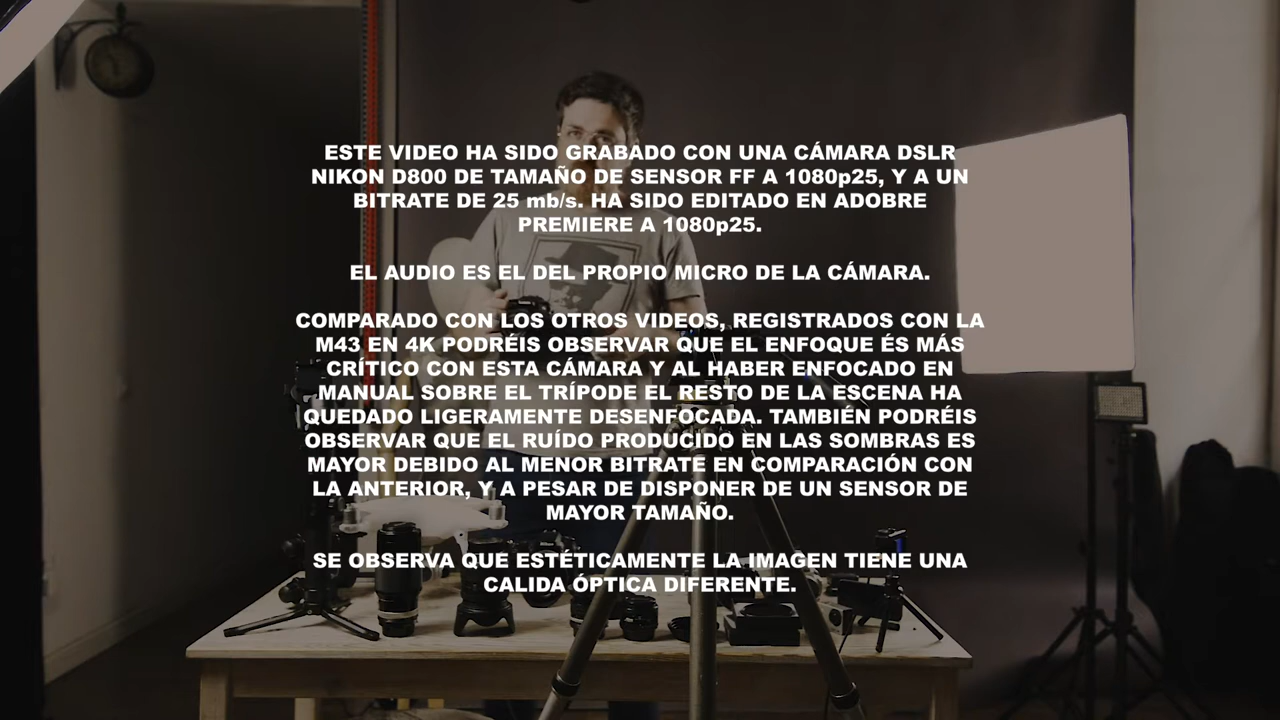 ESTE VIDEO HA SIDO GRABADO CON UNA CÁMARA DSLR
NIKON D800 DE TAMAÑO DE SENSOR FF A 1080p25, Y A UN
BITRATE DE 25 mb/s. HA SIDO EDITADO EN ADOBRE
PREMIERE A 1080p25.
EL AUDIO ES EL DEL PROPIO MICRO DE LA CÁMARA.
COMPARADO CON LOS OTROS VIDEOS, REGISTRADOS CON LA
M43 EN 4K PODRÉIS OBSERVAR QUE EL ENFOQUE ÉS MÁS
CRÍTICO CON ESTA CÁMARA Y AL HABER ENFOCADO EN
MANUAL SOBRE EL TRÍPODE EL RESTO DE LA ESCENA HA
QUEDADO LIGERAMENTE DESENFOCADA. TAMBIÉN PODRÉIS
OBSERVAR QUE EL RUÍDO PRODUCIDO EN LAS SOMBRAS ES
MAYOR DEBIDO AL MENOR BITRATE EN COMPARACIÓN CON
LA ANTERIOR, Y A PESAR DE DISPONER DE UN SENSOR DE
MAYOR TAMAÑO.
SE OBSERVA QUE ESTÉTICAMENTE LA IMAGEN TIENE UNA
CALIDA ÓPTICA DIFERENTE.